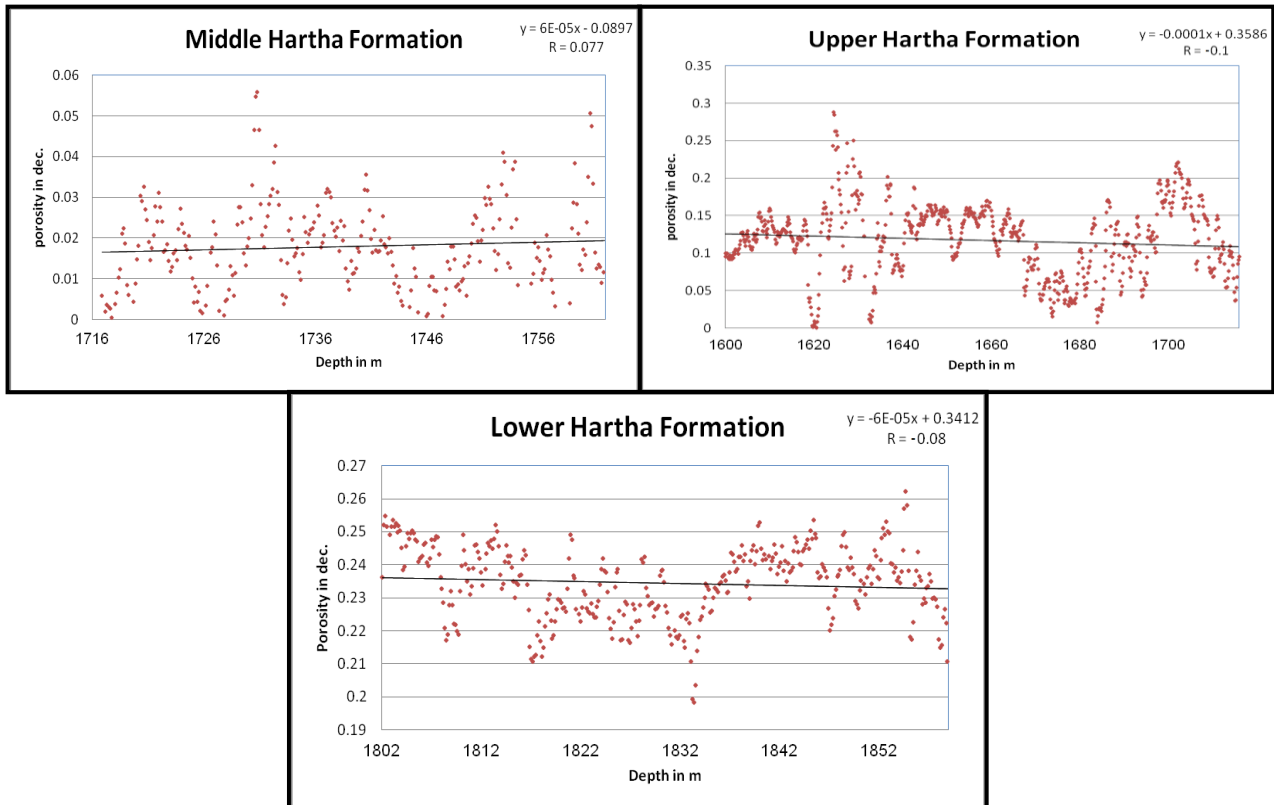 Middle Hartha Formation
y = 6E-05x - 0.0897
R = 0.077
0.06
0.05
0.04
0.03
0.02
0.01
0
porosity in dec.
1716 1726 1736 1746 1756
Depth in m
Upper Hartha Formation
y = -0.0001x + 0.3586
R = -0.1
0.35
0.3
0.25
0.2
0.15
0.1
0.05
0
porosity in dec.
1600 1620 1640 1660 1680 1700
Depth in m
Lower Hartha Formation
y = -6E-05x + 0.3412
R = -0.08
0.27
0.26
0.25
0.24
0.23
0.22
0.21
0.2
0.19
Porosity in dec.
1802 1812 1822 1832 1842 1852
Depth in m